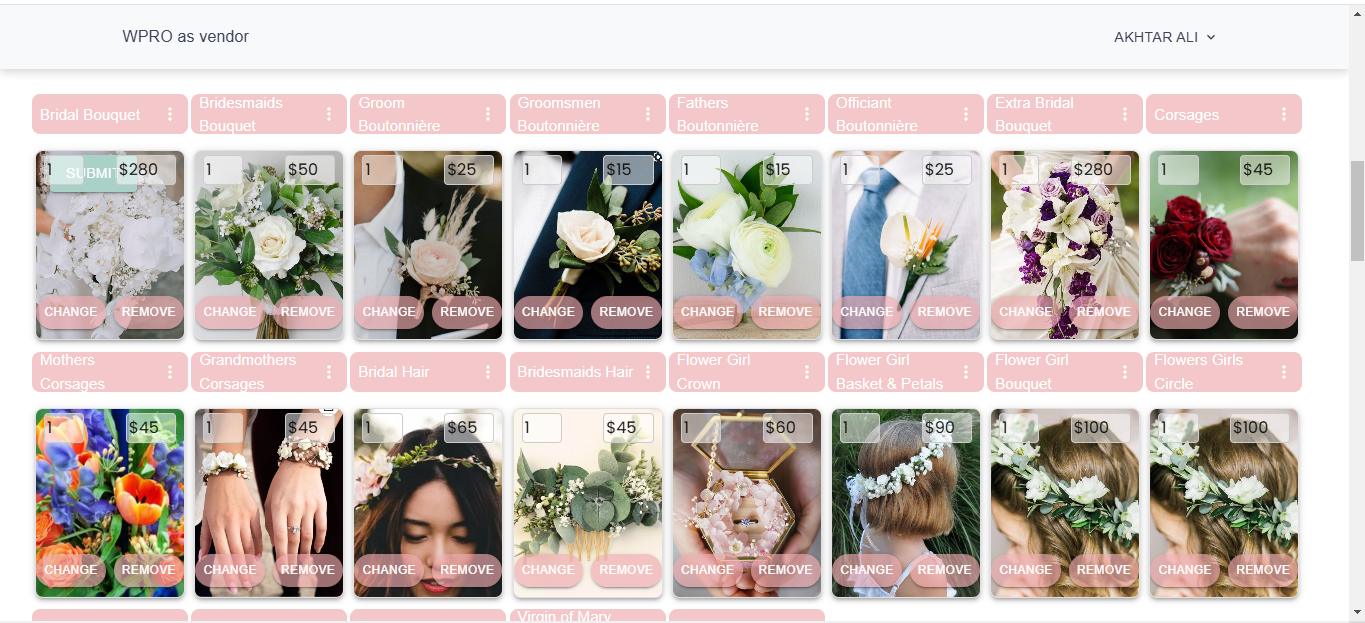 WPRO as vendor
AKHTAR ALI
Bridal Bouquet
Bridesmaids
Bouquet
Groom
Boutonnière
Groomsmen
Boutonnière
Fathers
Boutonnière
Officiant
Boutonnière
Extra Bridal
Bouquet
Corsages
1 SUBMIT $280
1 $50
1 $25
1 $15
1 $15
1 $25
1 $280
1 $45
CHANGE REMOVE
CHANGE REMOVE
CHANGE REMOVE
CHANGE REMOVE
CHANGE REMOVE
CHANGE REMOVE
CHANGE REMOVE
CHANGE REMOVE
Mothers
Corsages
Grandmothers
Corsages
Bridal Hair
Bridesmaids Hair
Flower Girl
Crown
Flower Girl
Basket & Petals
Flower Girl
Bouquet
Flowers Girls
Circle
1 $45
1 $45
1 $65
1 $45
1 $60
1 $90
1 $100
1 $100
CHANGE REMOVE
CHANGE REMOVE
CHANGE REMOVE
CHANGE REMOVE
CHANGE REMOVE
CHANGE REMOVE
CHANGE REMOVE
CHANGE REMOVE
Virgin of Mary